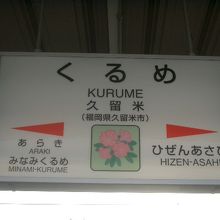 くるめ
KURUME
久留米
(福岡県久留米市)
あらき
ARAKI
みなみくるめ
MINAMI-KURUME
ひぜんあさひ
HIZEN-ASAH